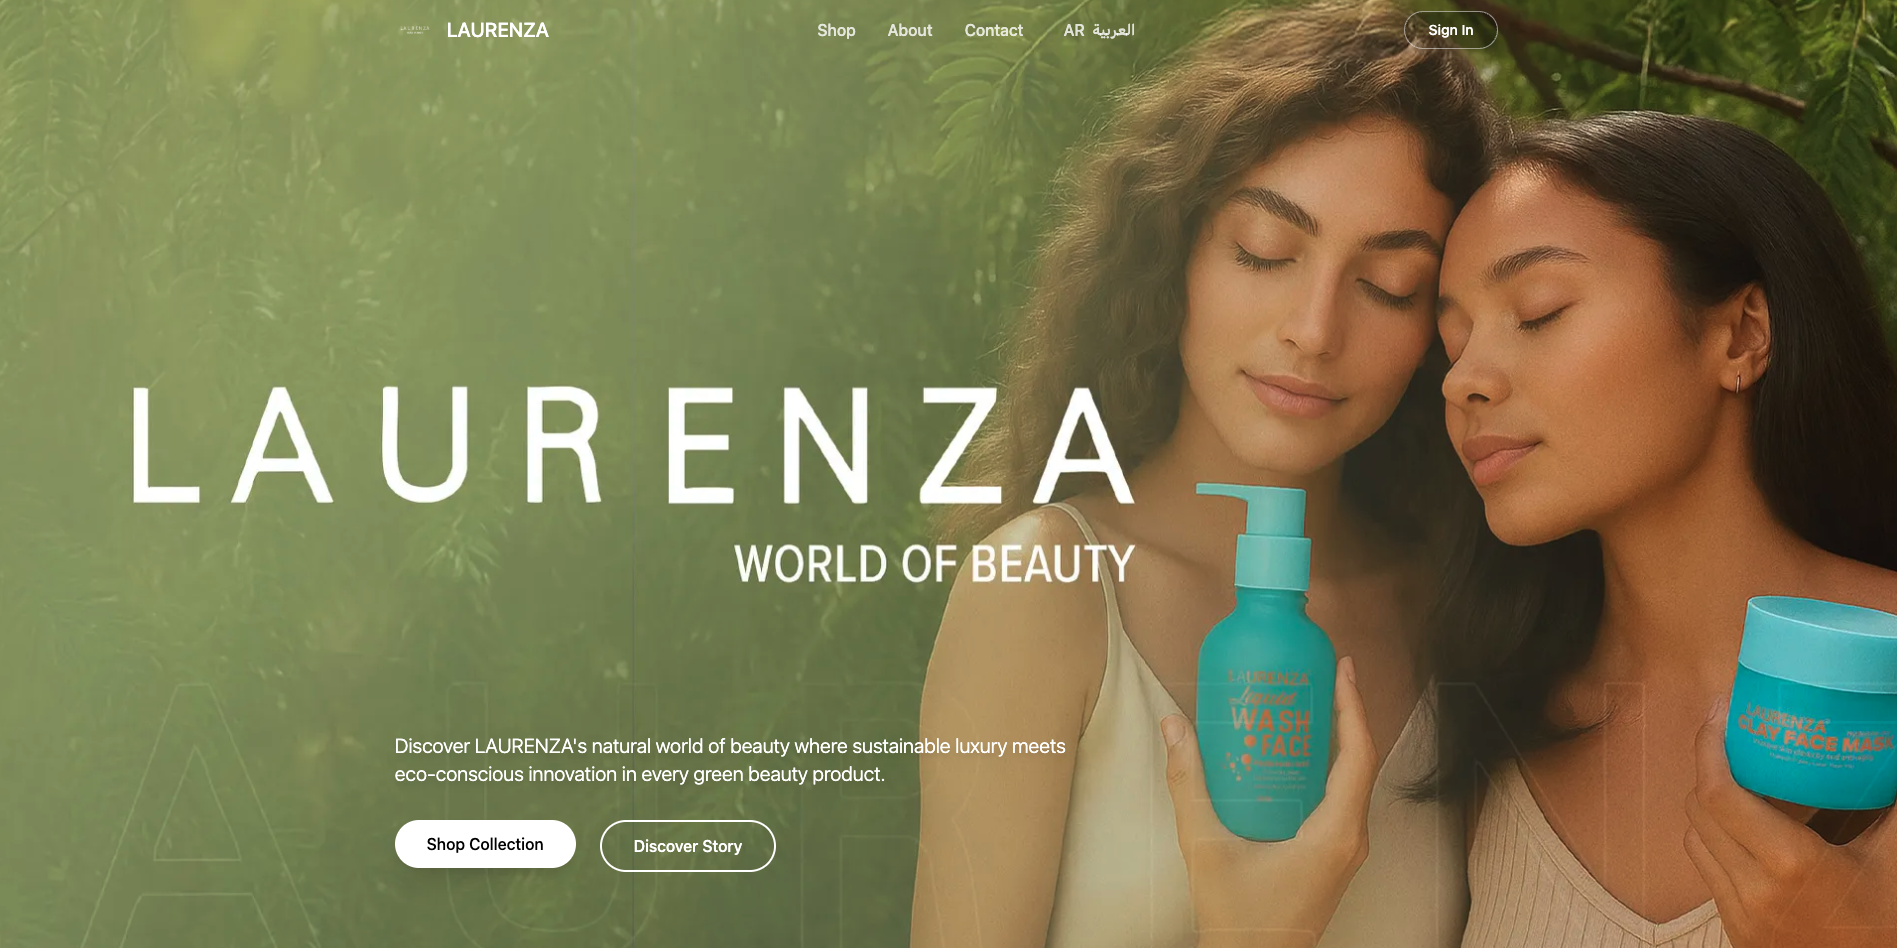 LAURENZA
Shop
About
Contact
AR العربية
Sign In
LAURENZA
WORLD OF BEAUTY
Discover LAURENZA's natural world of beauty where sustainable luxury meets
eco-conscious innovation in every green beauty product.
Shop Collection
Discover Story
LAURENZA
Liquid
WASH
FACE
LAURENZA
CLAY FACE MASK